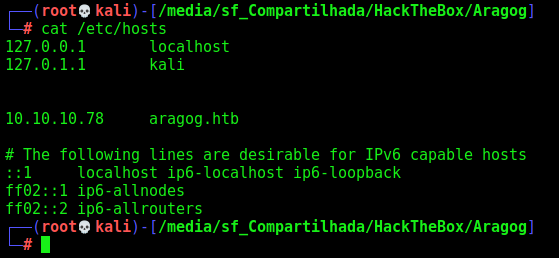 ┌──(root💀kali)-[/media/sf_Compartilhada/HackTheBox/Aragog]
└─# cat /etc/hosts
127.0.0.1       localhost
127.0.1.1       kali
10.10.10.78     aragog.htb
# The following lines are desirable for IPv6 capable hosts
::1     localhost ip6-localhost ip6-loopback
ff02::1 ip6-allnodes
ff02::2 ip6-allrouters
┌──(root💀kali)-[/media/sf_Compartilhada/HackTheBox/Aragog]
└─#